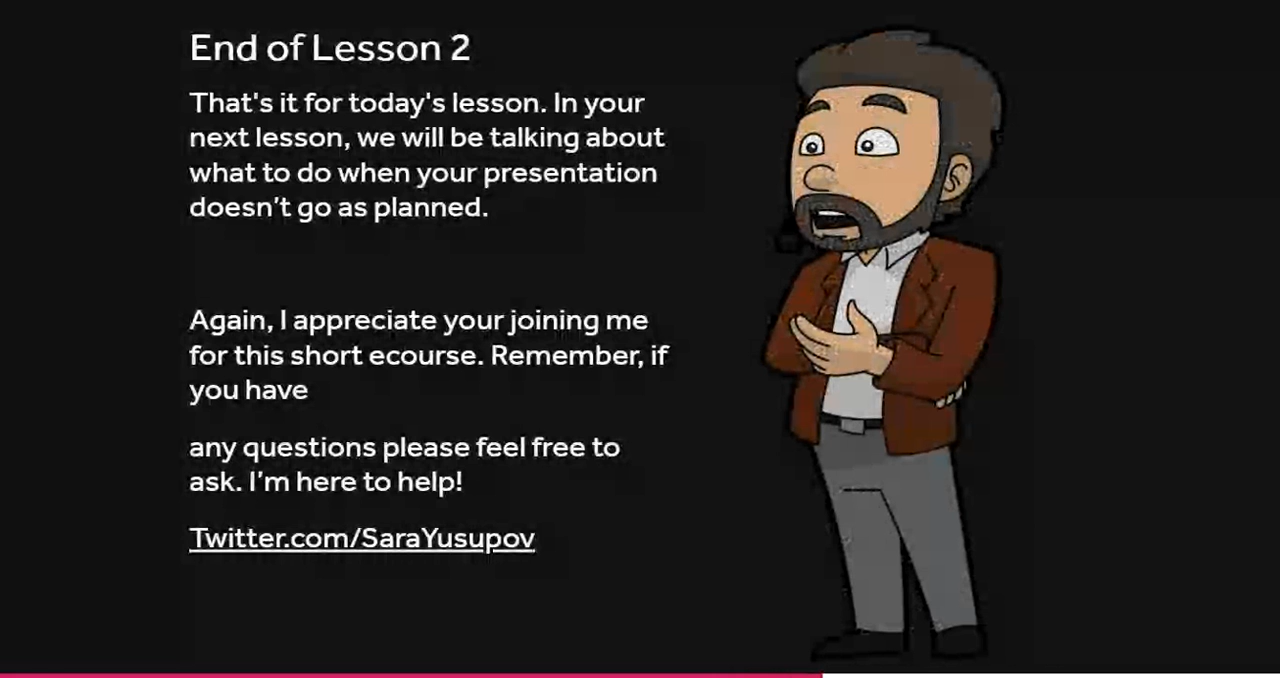 End of Lesson 2
That's it for today's lesson. In your
next lesson, we will be talking about
what to do when your presentation
doesn’t go as planned.
Again, I appreciate your joining me
for this short ecourse. Remember, if
you have
any questions please feel free to
ask. I’m here to help!
Twitter.com/SaraYusupov